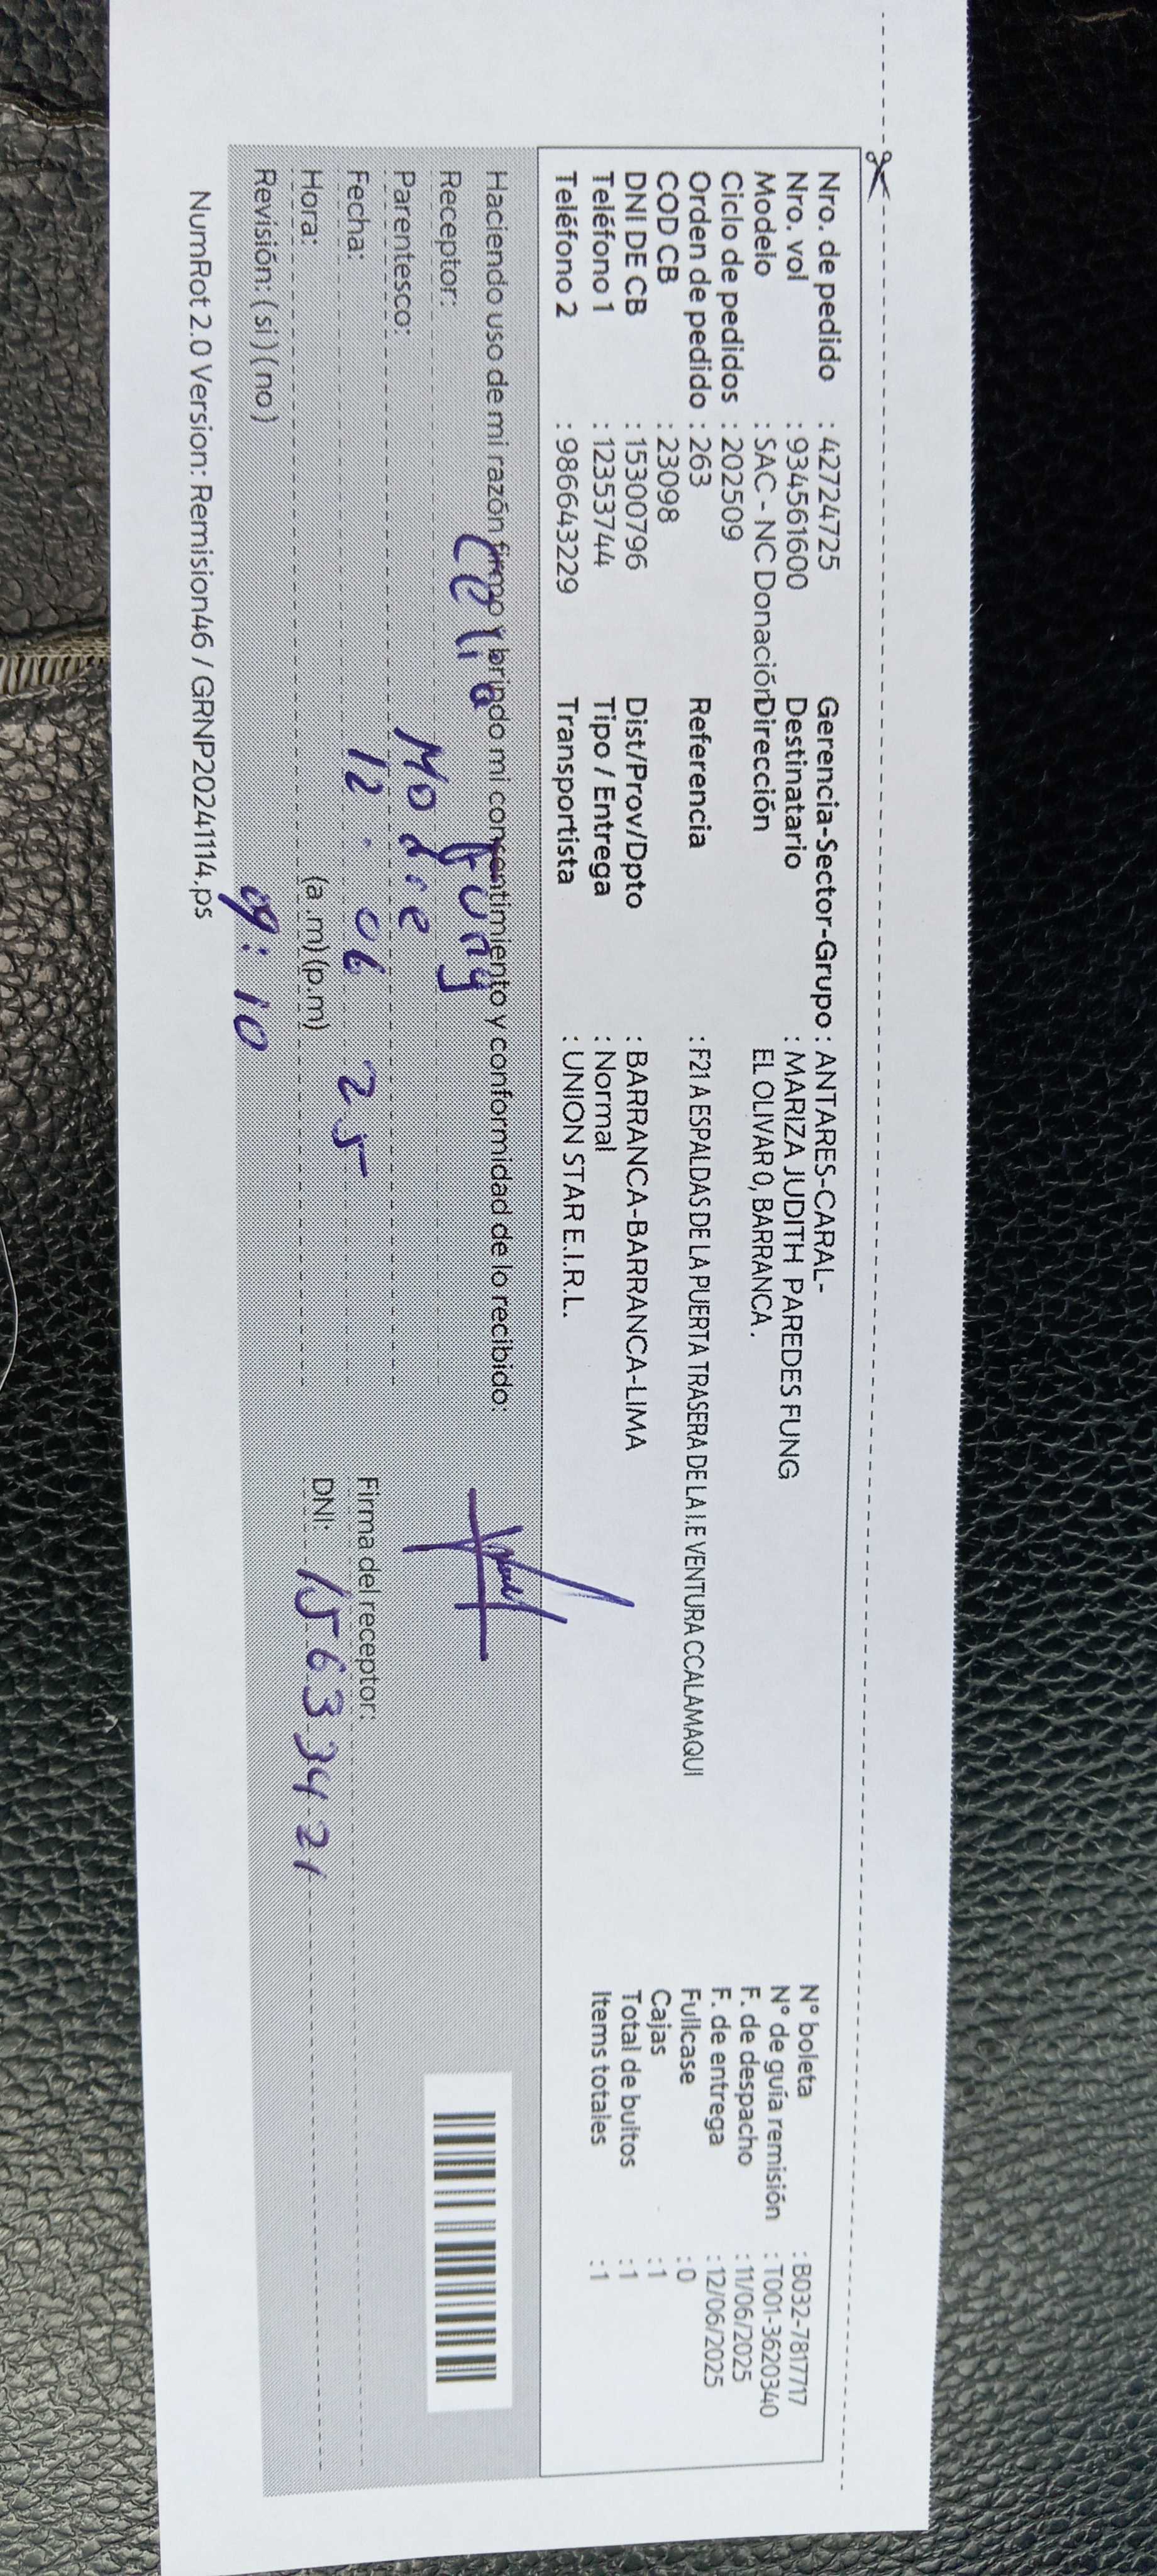 Nro. de pedido : 42724725
Nro. vol : 934561600
Modelo : SAC - NC Donación
Ciclo de pedidos : 202509
Orden de pedido : 263
COD CB : 23098
DNI DE CB : 15300796
Teléfono 1 : 12353744
Teléfono 2 : 986643229
Gerencia-Sector-Grupo : ANTARES-CARAL-
Destinatario : MARIZA JUDITH PAREDES FUNG
Dirección EL OLIVAR 0, BARRANCA .
Referencia : F21 A ESPALDAS DE LA PUERTA TRASERA DE LA I.E VENTURA CCALAMAQUI
Dist/Prov/Dpto : BARRANCA-BARRANCA-LIMA
Tipo / Entrega : Normal
Transportista : UNION STAR E.I.R.L.
N° boleta : B032-7817717
N° de guía remisión : T001-3620340
F. de despacho : 11/06/2025
F. de entrega : 12/06/2025
Fullcase : 0
Cajas : 1
Total de bultos : 1
Items totales : 1
Haciendo uso de mi razón firmo y brindo mi consentimiento y conformidad de lo recibido:
Receptor: Celia Fung
Parentesco: Madre
Fecha: 12 . 06 25
Hora: (a .m) (p.m)
09:10
Revisión: ( si ) ( no )
Firma del receptor:
DNI: 15633421
NumRot 2.0 Version: Remision46 / GRNP20241114.ps